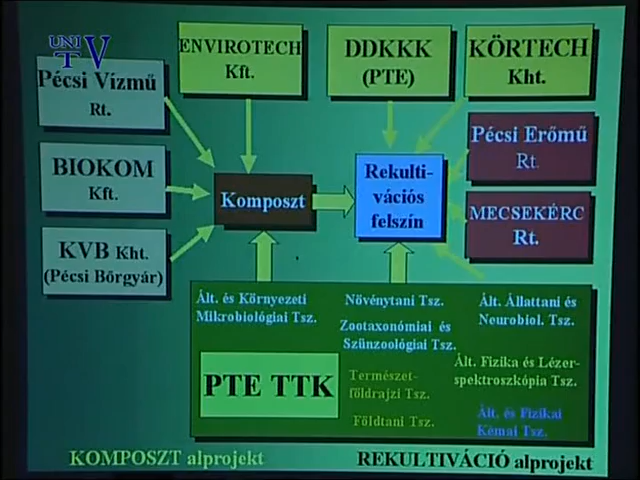 UNI TV
ENVIROTECH
Kft.
DDKKK
(PTE)
KÖRTECH
Kht.
Pécsi Vízmű
Rt.
BIOKOM
Kft.
KVB Kht.
(Pécsi Bőrgyár)
Komposzt
Rekulti-
vációs
felszín
Pécsi Erőmű
Rt.
MECSEKÉRC
Rt.
Ált. és Környezeti
Mikrobiológiai Tsz.
Növénytani Tsz.
Zootaxonómiai és
Szünzoológiai Tsz.
Ált. Állattani és
Neurobiol. Tsz.
PTE TTK
Természet-
földrajzi Tsz.
Földtani Tsz.
Ált. Fizika és Lézer-
spektroszkópia Tsz.
Ált. és Fizikai
Kémai Tsz.
KOMPOSZT alprojekt
REKULTIVÁCIÓ alprojekt